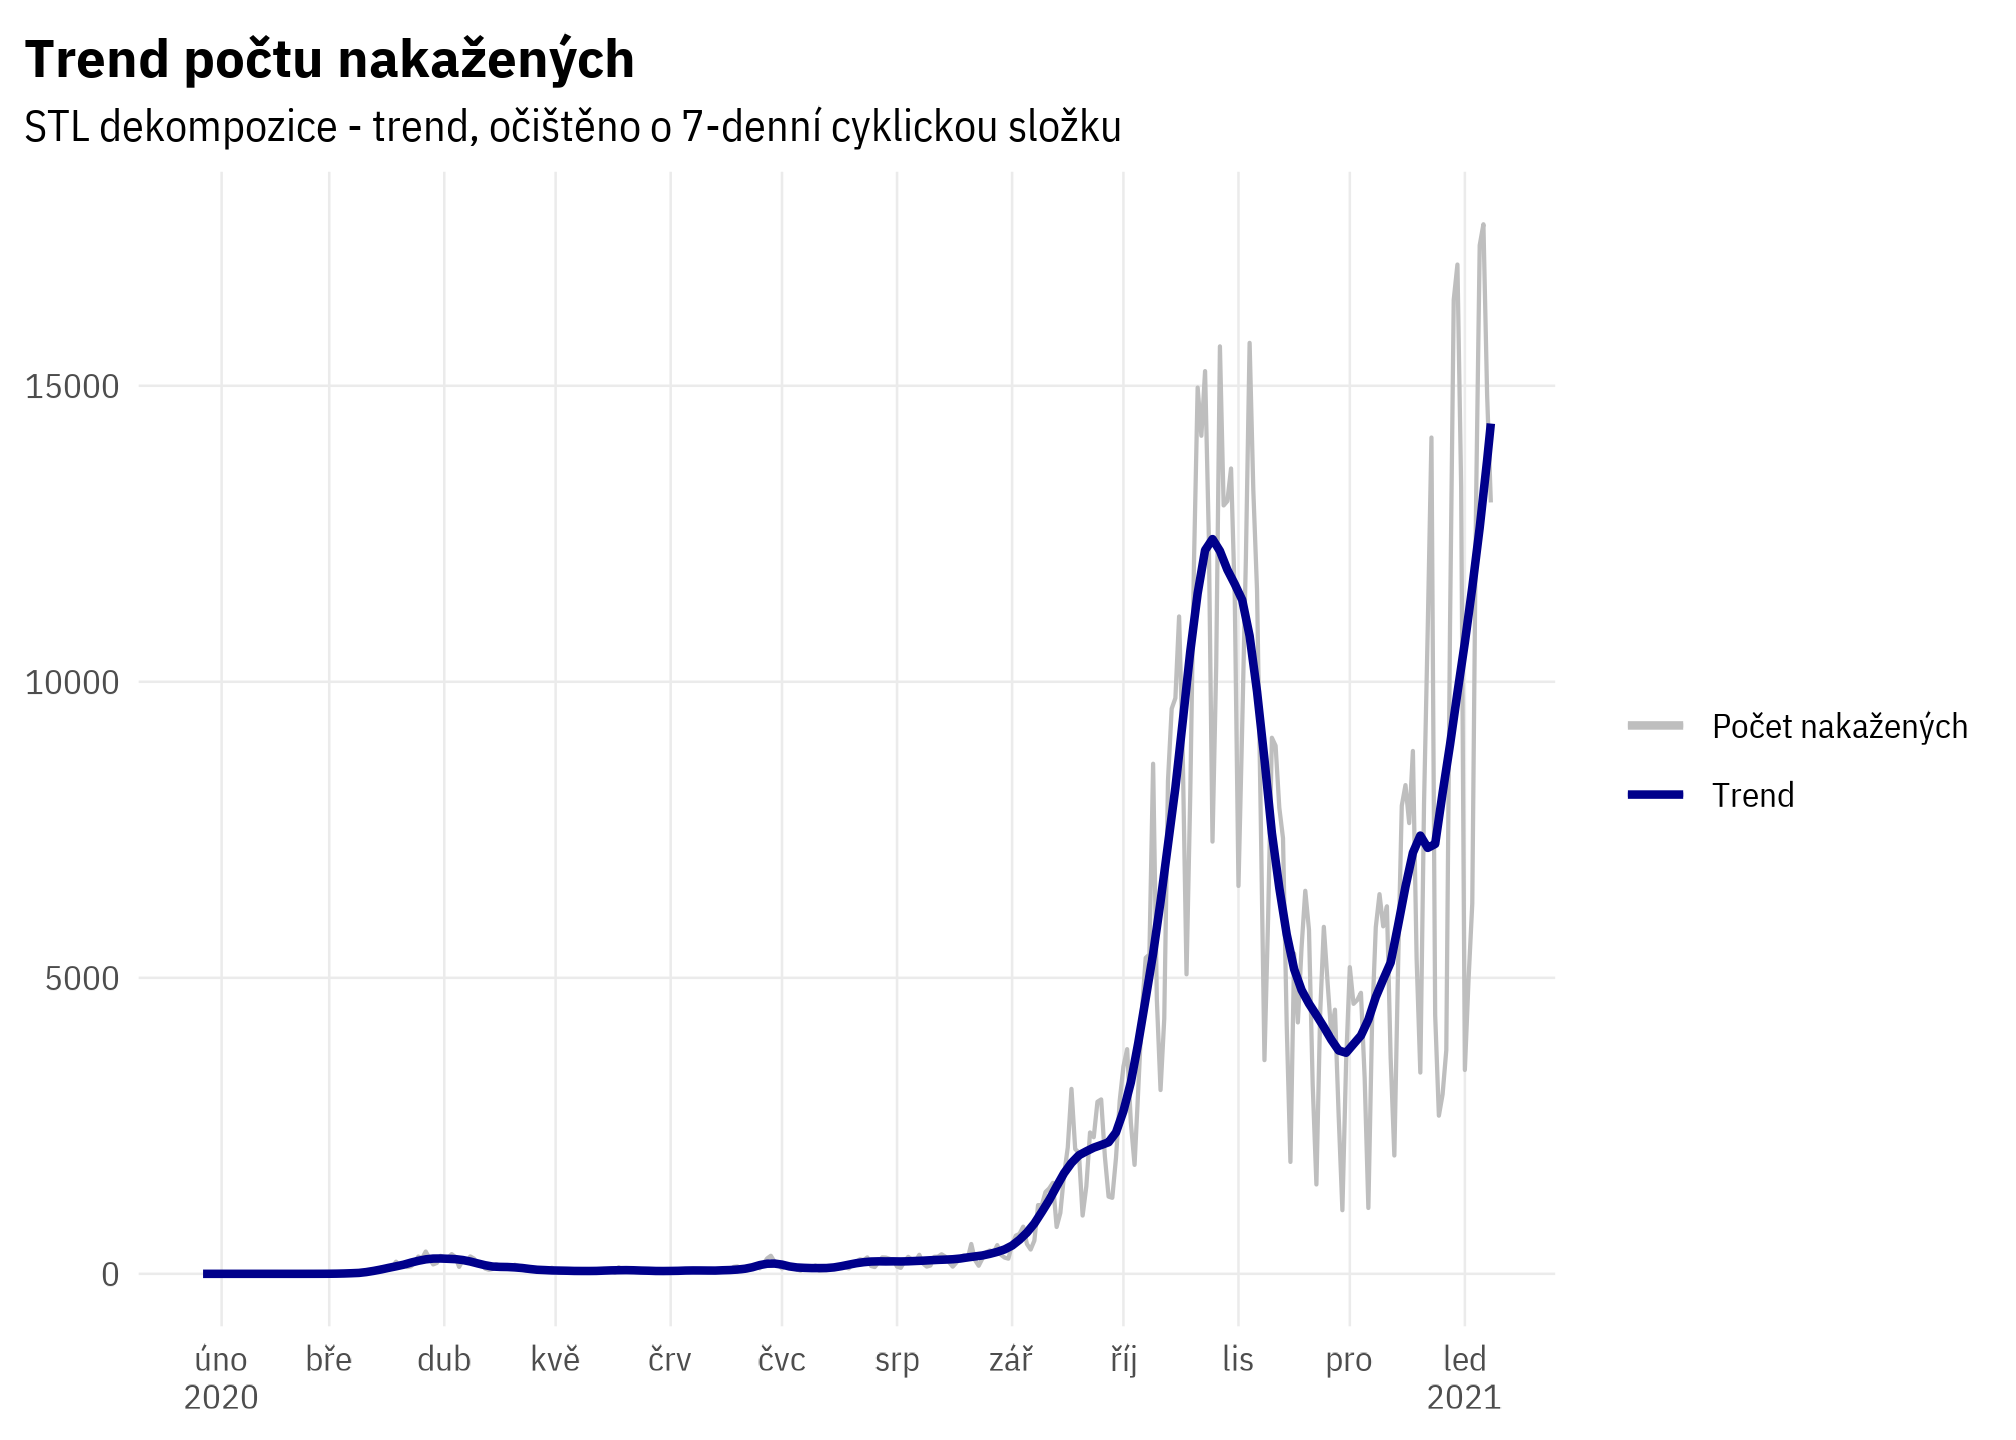 Trend počtu nakažených
STL dekompozice - trend, očištěno o 7-denní cyklickou složku
15000
10000
5000
0
Počet nakažených
Trend
úno bře dub kvě črv čvc srp zář říj lis pro led
2020 2021